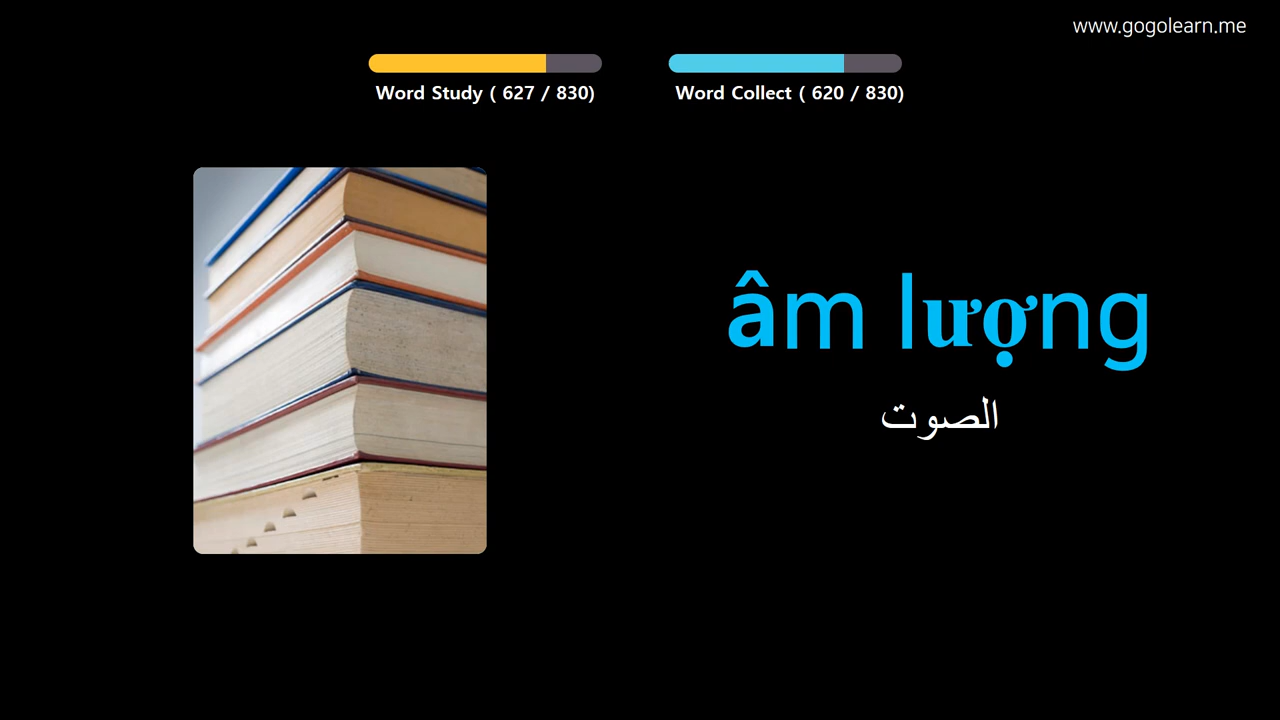 www.gogolearn.me
Word Study ( 627 / 830)
Word Collect ( 620 / 830)
âm lượng
الصوت